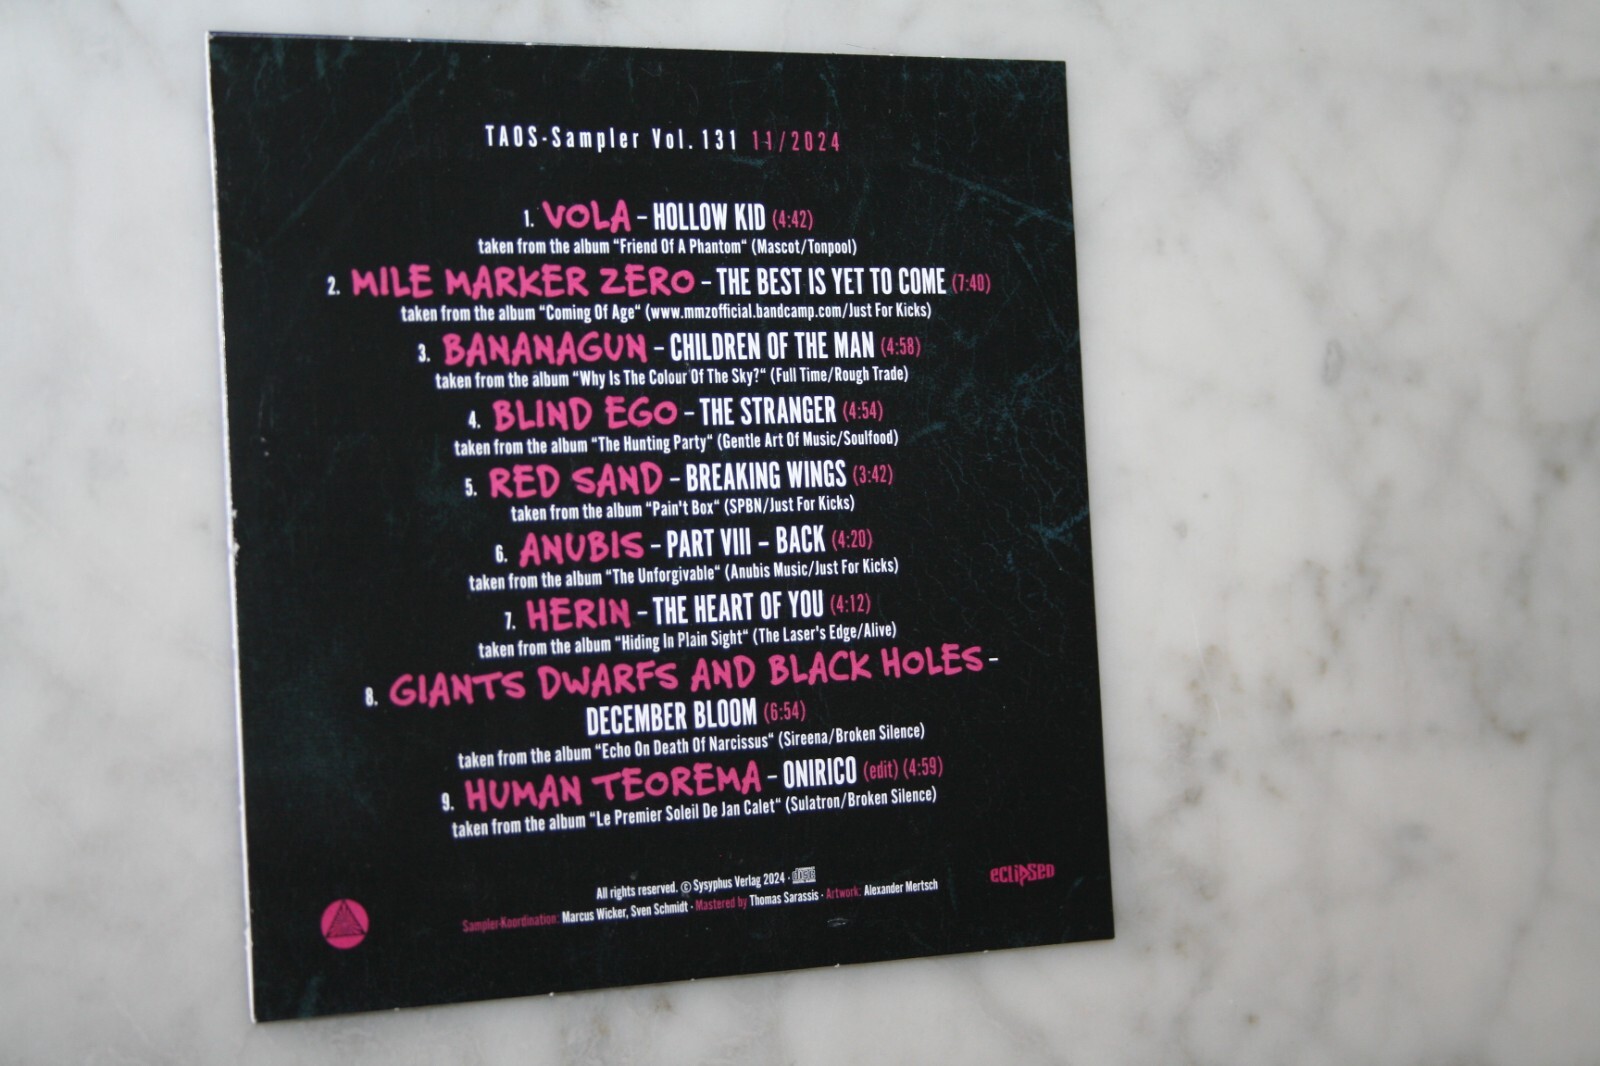 TAOS-Sampler Vol. 131 11/2024
1. VOLA – HOLLOW KID (4:42)
taken from the album “Friend Of A Phantom“ (Mascot/Tonpool)
2. MILE MARKER ZERO – THE BEST IS YET TO COME (7:40)
taken from the album “Coming Of Age“ (www.mmzofficial.bandcamp.com/Just For Kicks)
3. BANANAGUN – CHILDREN OF THE MAN (4:58)
taken from the album “Why Is The Colour Of The Sky?“ (Full Time/Rough Trade)
4. BLIND EGO – THE STRANGER (4:54)
taken from the album “The Hunting Party“ (Gentle Art Of Music/Soulfood)
5. RED SAND – BREAKING WINGS (3:42)
taken from the album “Pain't Box“ (SPBN/Just For Kicks)
6. ANUBIS – PART VIII – BACK (4:20)
taken from the album “The Unforgivable“ (Anubis Music/Just For Kicks)
7. HERIN – THE HEART OF YOU (4:12)
taken from the album “Hiding In Plain Sight“ (The Laser's Edge/Alive)
8. GIANTS DWARFS AND BLACK HOLES –
DECEMBER BLOOM (6:54)
taken from the album “Echo On Death Of Narcissus“ (Sireena/Broken Silence)
9. HUMAN TEOREMA – ONIRICO (edit) (4:59)
taken from the album “Le Premier Soleil De Jan Calet“ (Sulatron/Broken Silence)
All rights reserved. © Sysyphus Verlag 2024 ·
Sampler-Koordination: Marcus Wicker, Sven Schmidt · Mastered by Thomas Sarassis · Artwork: Alexander Mertsch
eclipsed